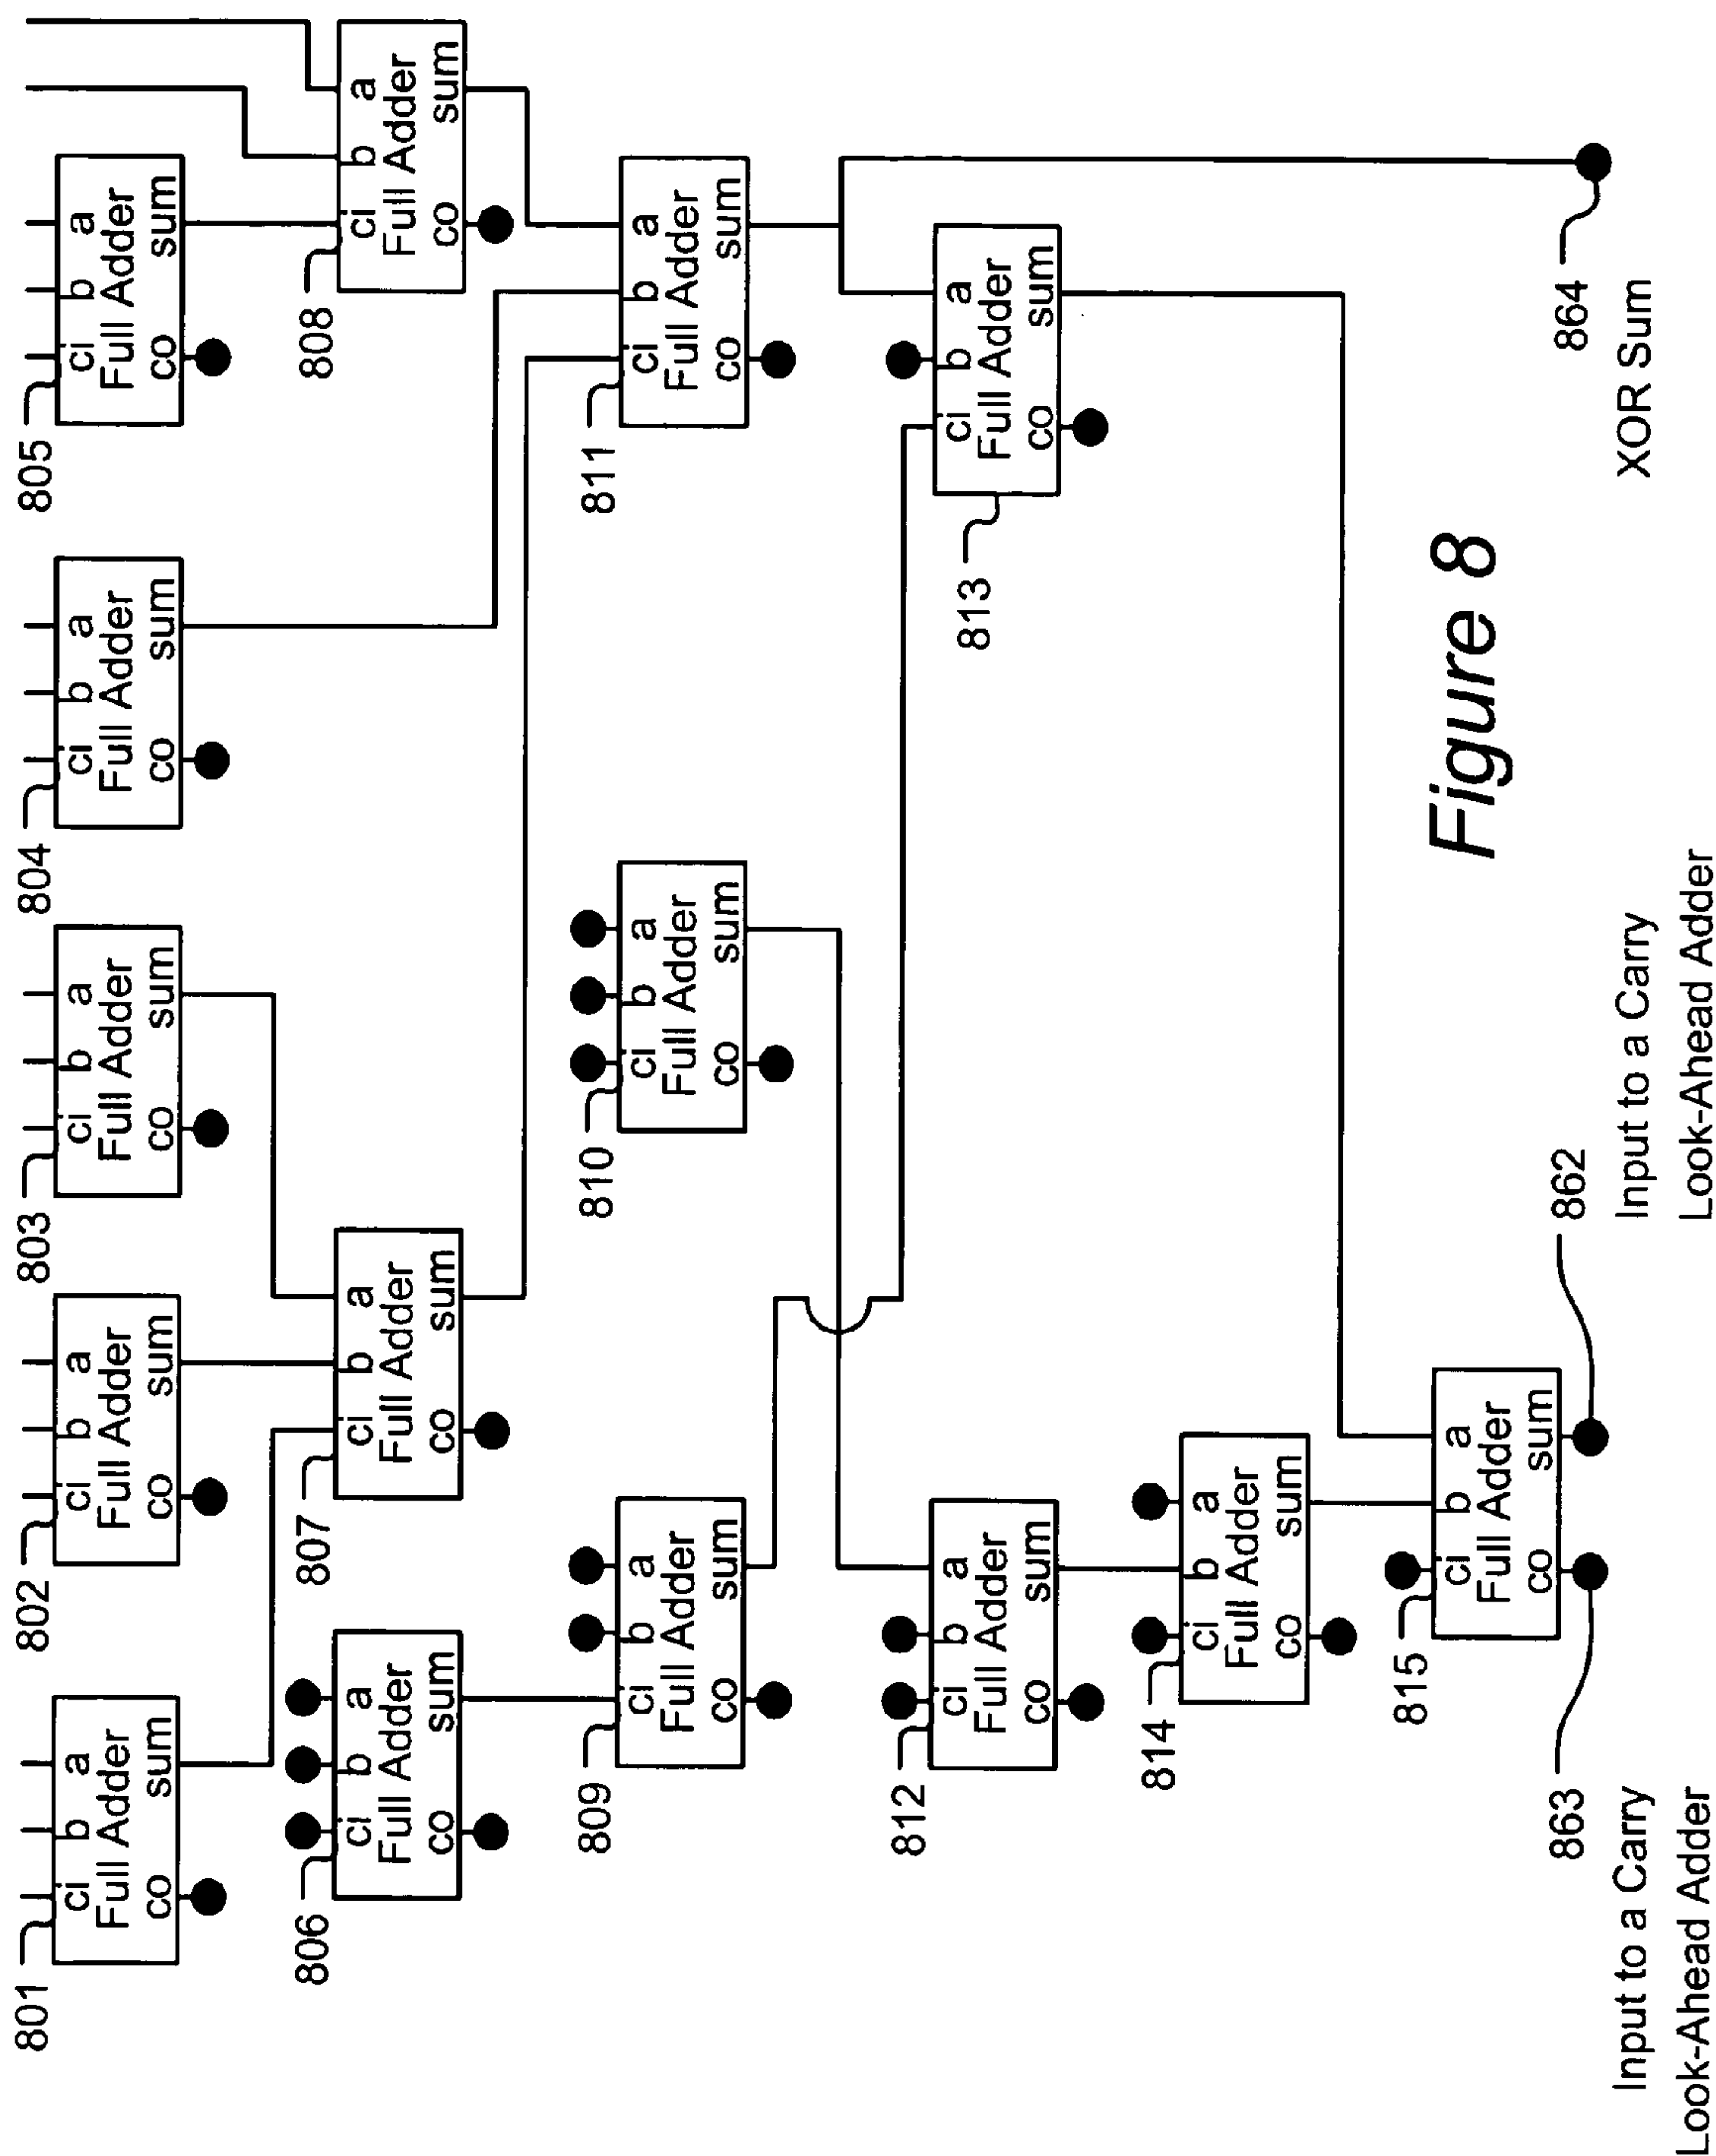 801
ci b a
Full Adder
co sum
802
ci b a
Full Adder
co sum
803
ci b a
Full Adder
co sum
804
ci b a
Full Adder
co sum
805
ci b a
Full Adder
co sum
806
ci b a
Full Adder
co sum
807
ci b a
Full Adder
co sum
808
ci b a
Full Adder
co sum
809
ci b a
Full Adder
co sum
810
ci b a
Full Adder
co sum
811
ci b a
Full Adder
co sum
812
ci b a
Full Adder
co sum
813
ci b a
Full Adder
co sum
814
ci b a
Full Adder
co sum
815
ci b a
Full Adder
co sum
863
Input to a Carry
Look-Ahead Adder
862
Input to a Carry
Look-Ahead Adder
864
XOR Sum
Figure 8